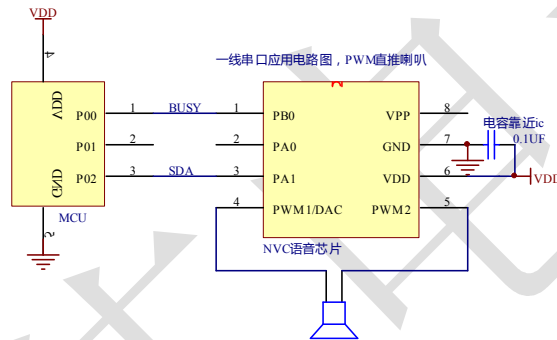 VDD
一线串口应用电路图，PWM直推喇叭
4
VDD
P00 1 BUSY 1 PB0 VPP 8
电容靠近ic
0.1UF
P01 2 2 PA0 GND 7
P02 3 SDA 3 PA1 VDD 6 VDD
GND
4 PWM1/DAC PWM2 5
MCU
2
NVC语音芯片